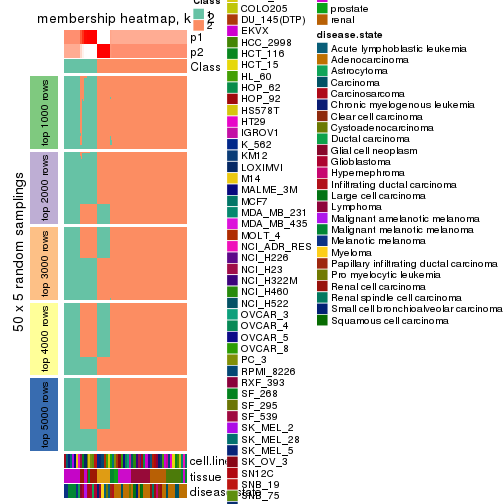 membership heatmap, k = 2
p1
p2
Class
Class
1
2
50 x 5 random samplings
top 1000 rows
top 2000 rows
top 3000 rows
top 4000 rows
top 5000 rows
cell.line
tissue
disease.state
COLO205
DU_145(DTP)
EKVX
HCC_2998
HCT_116
HCT_15
HL_60
HOP_62
HOP_92
HS578T
HT29
IGROV1
K_562
KM12
LOXIMVI
M14
MALME_3M
MCF7
MDA_MB_231
MDA_MB_435
MOLT_4
NCI_ADR_RES
NCI_H226
NCI_H23
NCI_H322M
NCI_H460
NCI_H522
OVCAR_3
OVCAR_4
OVCAR_5
OVCAR_8
PC_3
RPMI_8226
RXF_393
SF_268
SF_295
SF_539
SK_MEL_2
SK_MEL_28
SK_MEL_5
SK_OV_3
SN12C
SNB_19
SNB_75
prostate
renal
disease.state
Acute lymphoblastic leukemia
Adenocarcinoma
Astrocytoma
Carcinoma
Carcinosarcoma
Chronic myelogenous leukemia
Clear cell carcinoma
Cystoadenocarcinoma
Ductal carcinoma
Glial cell neoplasm
Glioblastoma
Hypernephroma
Infiltrating ductal carcinoma
Large cell carcinoma
Lymphoma
Malignant amelanotic melanoma
Malignant melanotic melanoma
Melanotic melanoma
Myeloma
Papillary infiltrating ductal carcinoma
Pro myelocytic leukemia
Renal cell carcinoma
Renal spindle cell carcinoma
Small cell bronchioalveolar carcinoma
Squamous cell carcinoma